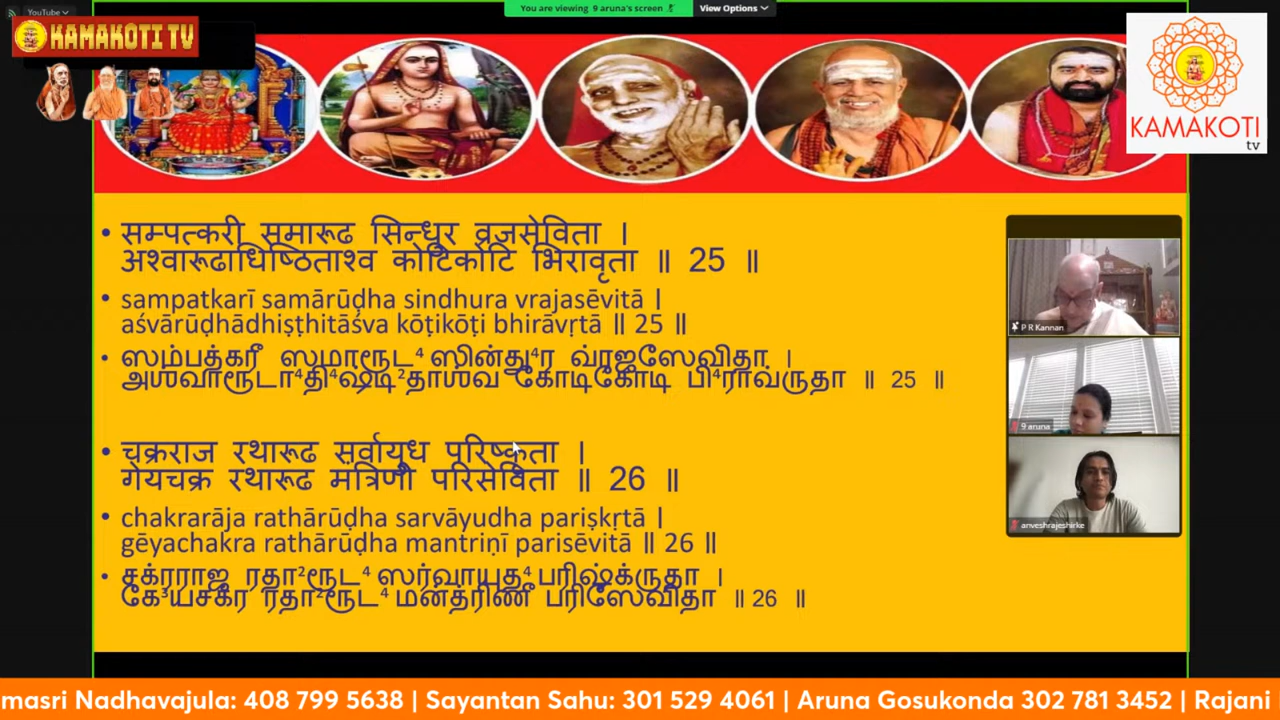 YouTube
You are viewing 9 aruna's screen
View Options
KAMAKOTI TV
KAMAKOTI
tv
• सम्पत्करी समारूढ सिन्धुर व्रजसेविता ।
अश्वारूढाधिष्ठिताश्व कोटिकोटि भिरावृता ॥ 25 ॥
• sampatkarī samārūḍha sindhura vrajasēvitā |
aśvārūḍhādhiṣṭhitāśva kōṭikōṭi bhirāvṛtā ॥ 25 ॥
• ஸம்பத்கரீ ஸமாரூட⁴ ஸின்து⁴ர வ்ரஜஸேவிதா ।
அஶ்வாரூடா⁴தி⁴ஷ்டி²தாஶ்வ கோடிகோடி பி⁴ராவ்ருதா ॥ 25 ॥
• चक्रराज रथारूढ सर्वायुध परिष्कृता ।
गेयचक्र रथारूढ मंत्रिणी परिसेविता ॥ 26 ॥
• chakrarāja rathārūḍha sarvāyudha pariṣkṛtā |
gēyachakra rathārūḍha mantriṇī parisēvitā ॥ 26 ॥
• சக்ரராஜ ரதா²ரூட⁴ ஸர்வாயுத⁴ பரிஷ்க்ருதா ।
கே³யசக்ர ரதா²ரூட⁴ மன்த்ரிணீ பரிஸேவிதா ॥ 26 ॥
P R Kannan
9 aruna
anveshrajeshirke
masri Nadhavajula: 408 799 5638 | Sayantan Sahu: 301 529 4061 | Aruna Gosukonda 302 781 3452 | Rajani